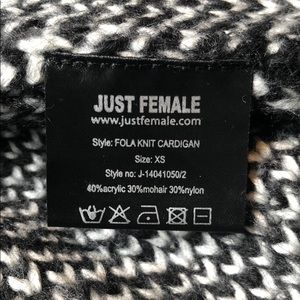 JUST FEMALE
www.justfemale.com
Style: FOLA KNIT CARDIGAN
Size: XS
Style no: J-14041050/2
40%acrylic 30%mohair 30%nylon